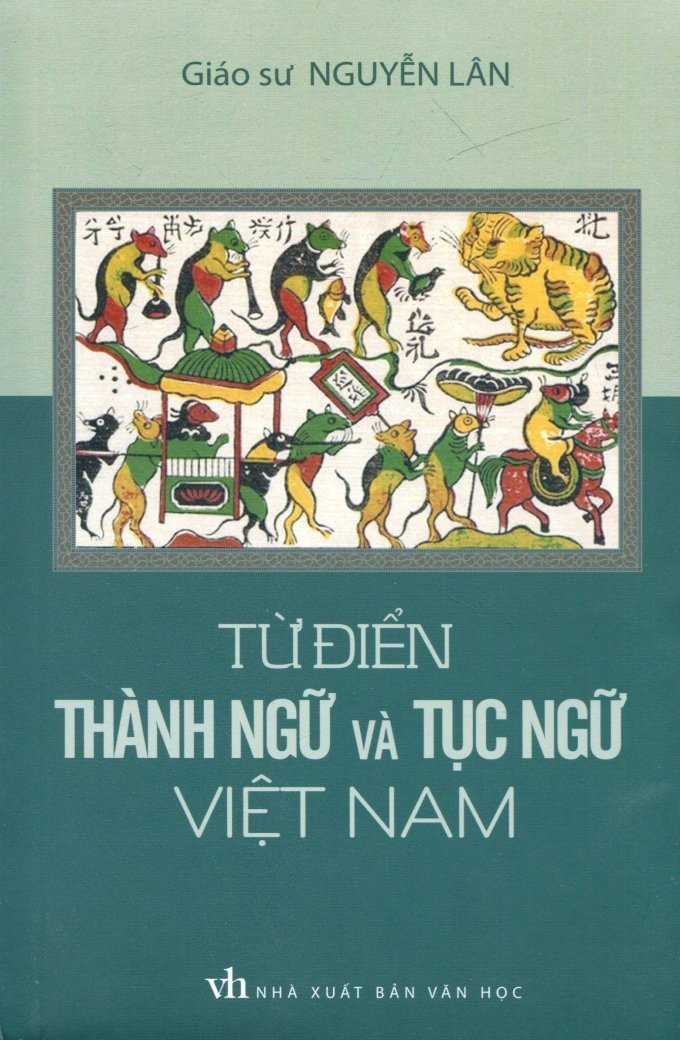 Giáo sư NGUYỄN LÂN
TỪ ĐIỂN
THÀNH NGỮ VÀ TỤC NGỮ
VIỆT NAM
vh NHÀ XUẤT BẢN VĂN HỌC